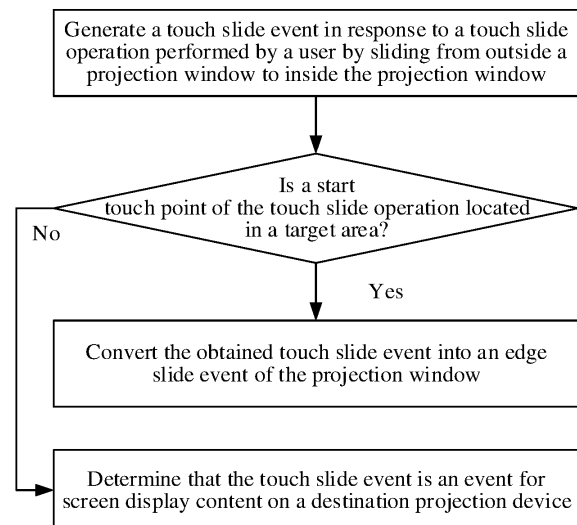 Generate a touch slide event in response to a touch slide
operation performed by a user by sliding from outside a
projection window to inside the projection window
Is a start
touch point of the touch slide operation located
in a target area?
No
Yes
Convert the obtained touch slide event into an edge
slide event of the projection window
Determine that the touch slide event is an event for
screen display content on a destination projection device